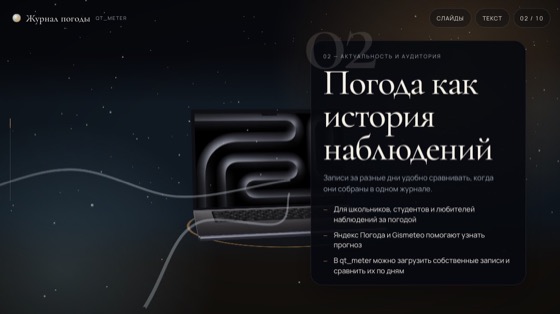 Журнал погоды QT_METER
СЛАЙДЫ ТЕКСТ 02 / 10
02
02 — АКТУАЛЬНОСТЬ И АУДИТОРИЯ
Погода как
история
наблюдений
Записи за разные дни удобно сравнивать, когда
они собраны в одном журнале.
– Для школьников, студентов и любителей
наблюдений за погодой
– Яндекс Погода и Gismeteo помогают узнать
прогноз
– В qt_meter можно загрузить собственные записи и
сравнить их по дням